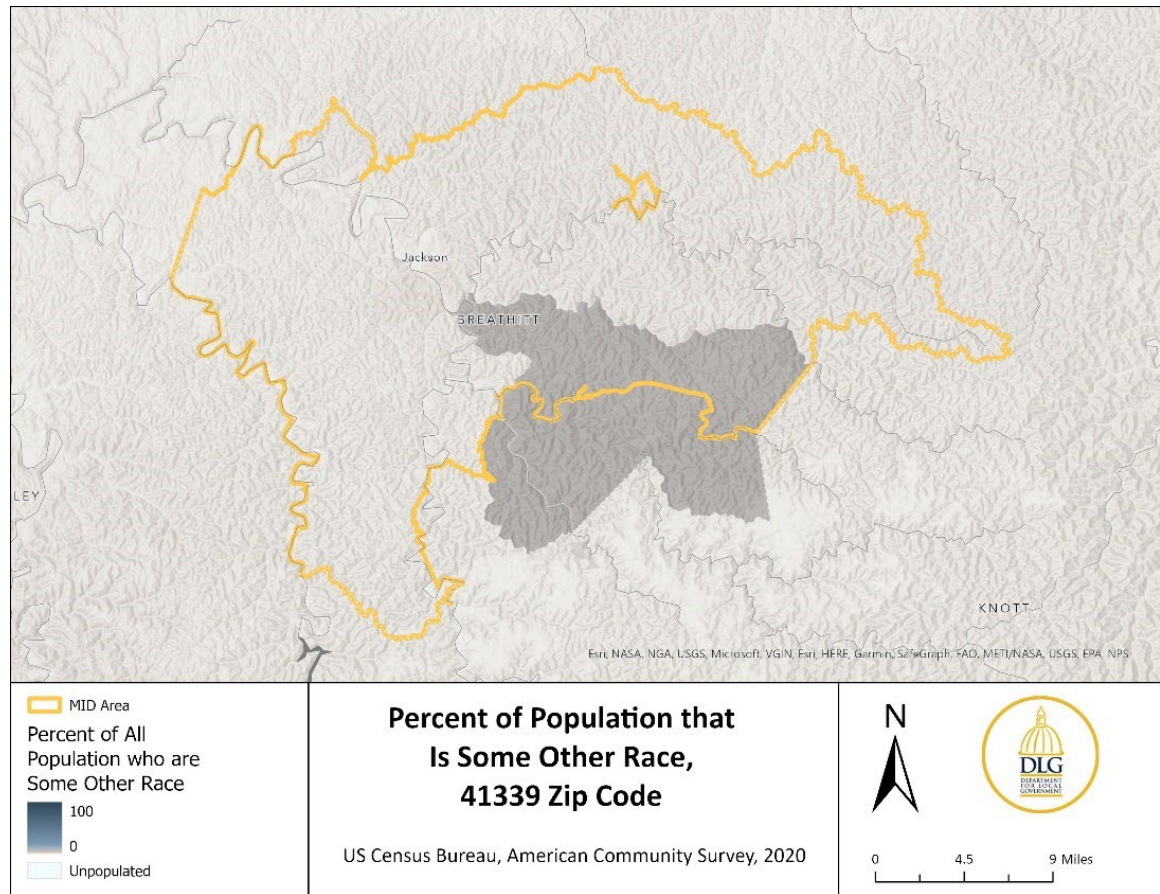 Jackson
BREATHITT
LEY
KNOTT
Esri, NASA, NGA, USGS, Microsoft, VGIN, Esri, HERE, Garmin, SafeGraph, FAO, METI/NASA, USGS, EPA, NPS
MID Area
Percent of All
Population who are
Some Other Race
100
0
Unpopulated
Percent of Population that
Is Some Other Race,
41339 Zip Code
US Census Bureau, American Community Survey, 2020
N
DLG
DEPARTMENT
FOR LOCAL
GOVERNMENT
0 4.5 9 Miles